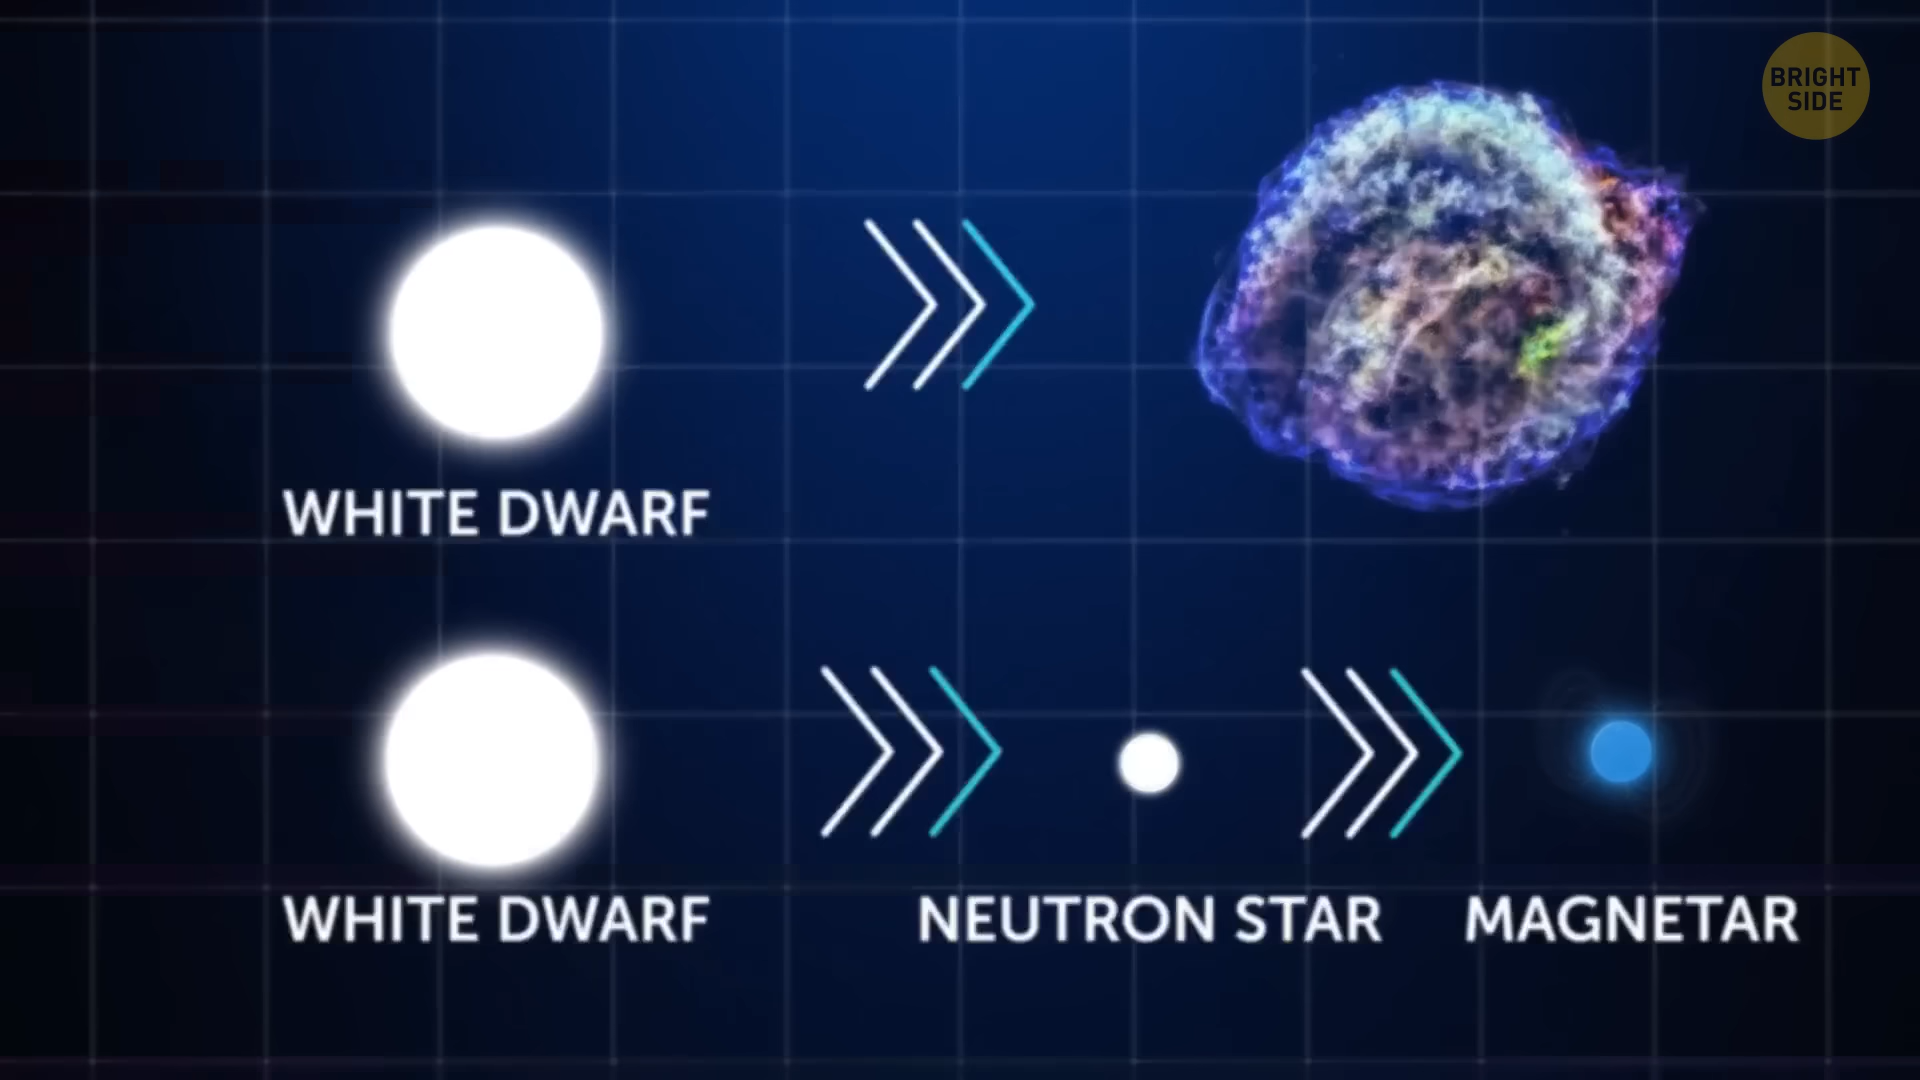 BRIGHT
SIDE
WHITE DWARF
WHITE DWARF
NEUTRON STAR
MAGNETAR